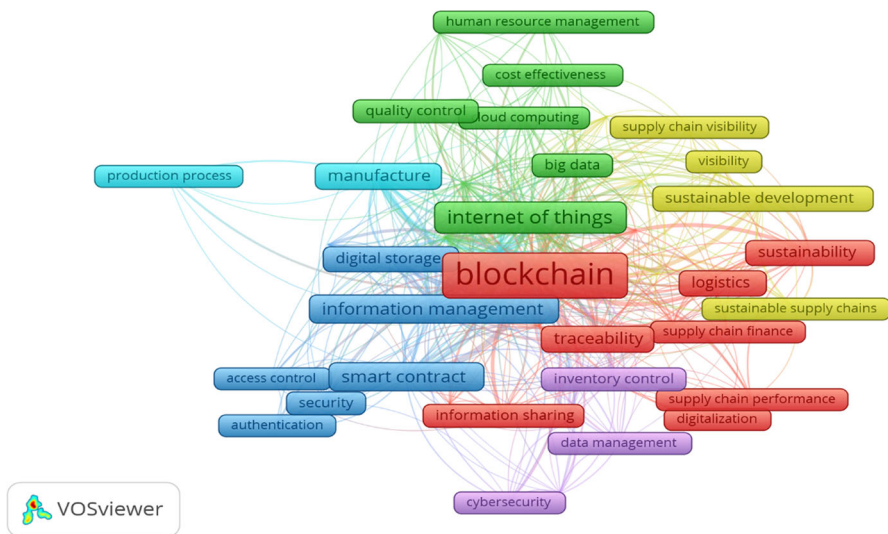 human resource management
cost effectiveness
quality control
loud computing
supply chain visibility
big data
visibility
production process
manufacture
sustainable development
internet of things
digital storage
sustainability
blockchain
logistics
information management
sustainable supply chains
traceability
supply chain finance
access control
smart contract
inventory control
security
supply chain performance
information sharing
digitalization
authentication
data management
cybersecurity
VOSviewer